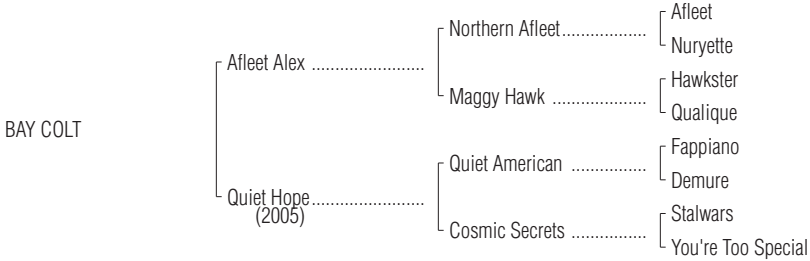 Afleet
Northern Afleet..................
Nuryette
Afleet Alex ........................
Hawkster
Maggy Hawk ....................
Qualique
BAY COLT
Fappiano
Quiet American ................
Demure
Quiet Hope........................
(2005)
Stalwars
Cosmic Secrets ................
You're Too Special